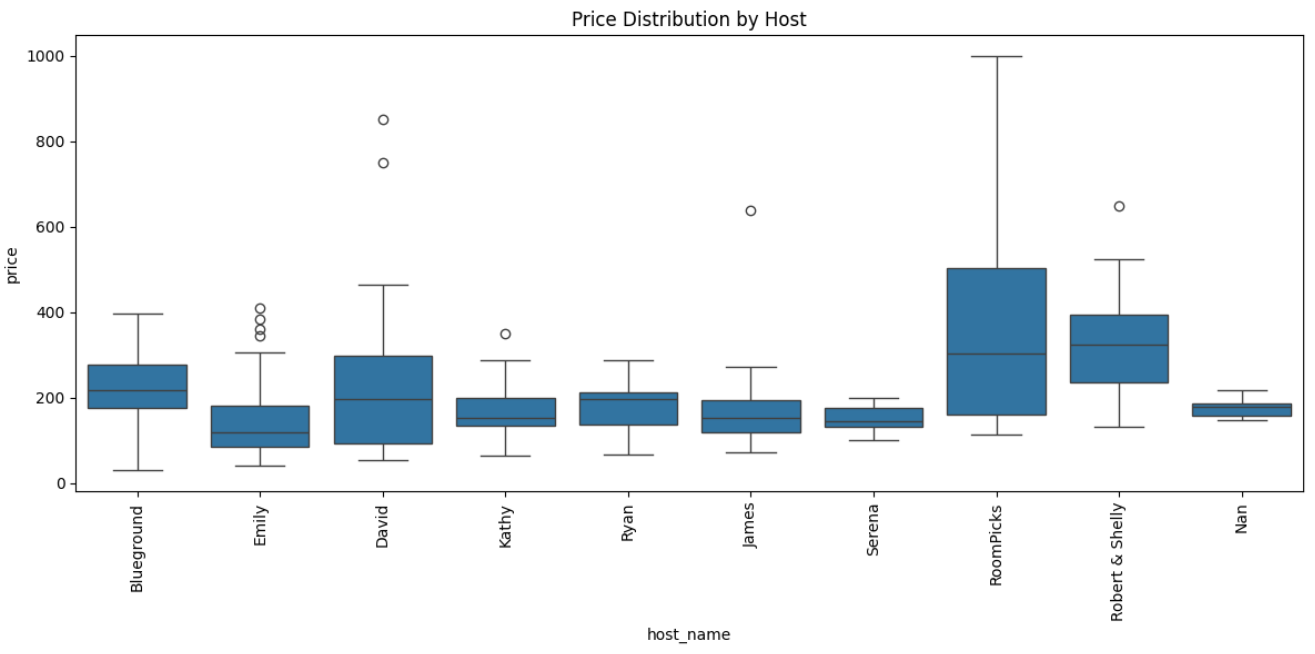 Price Distribution by Host
price
1000
800
600
400
200
0
Blueground
Emily
David
Kathy
Ryan
James
Serena
RoomPicks
Robert & Shelly
Nan
host_name